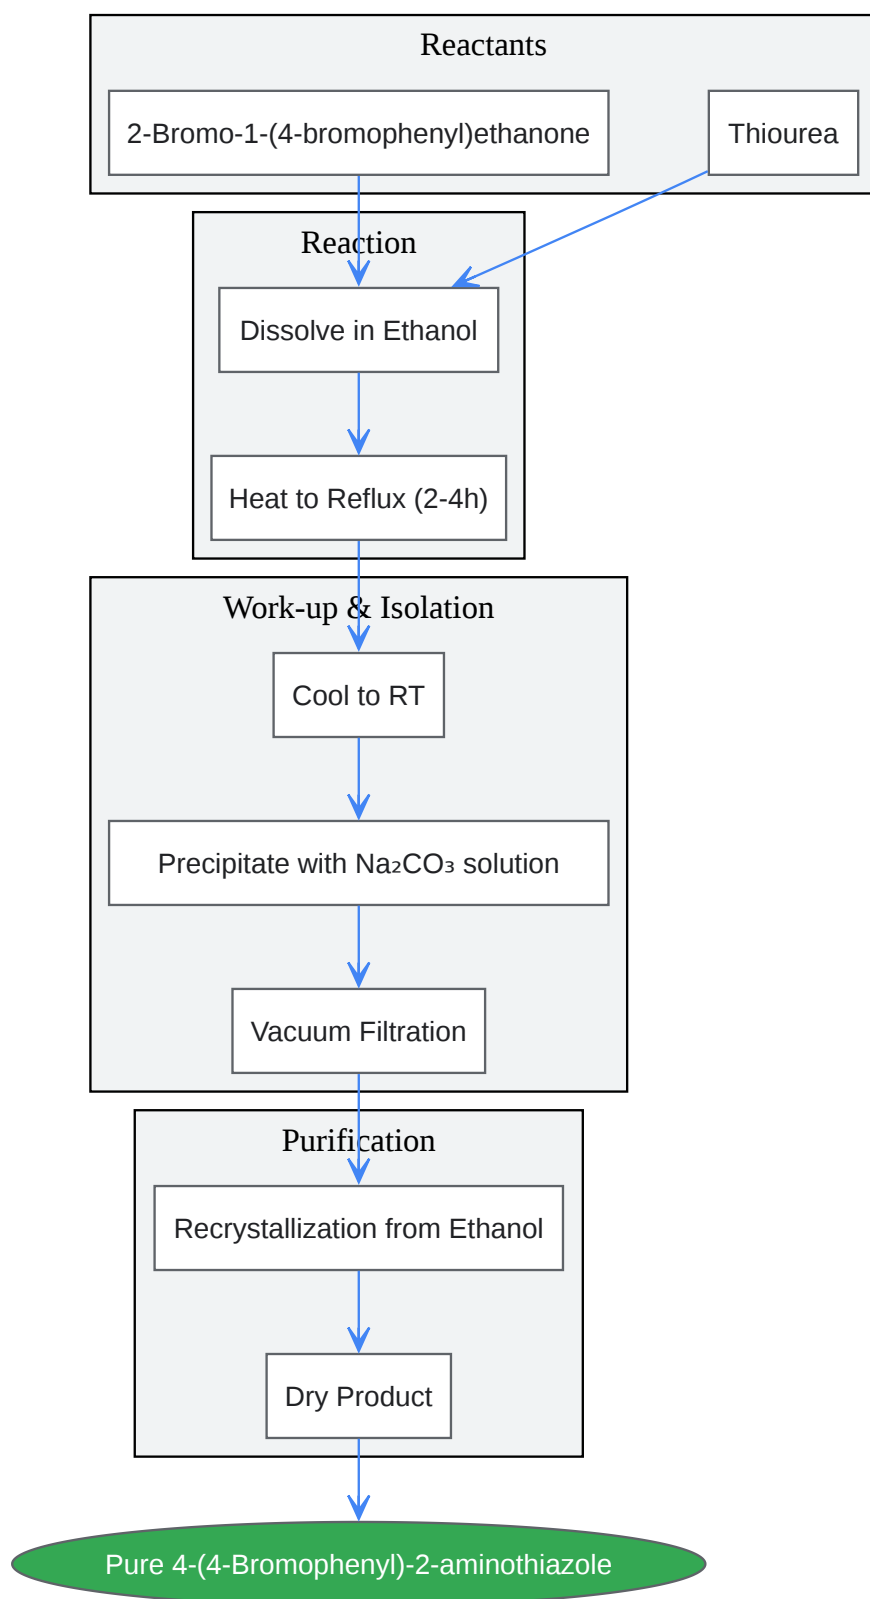 Reactants
2-Bromo-1-(4-bromophenyl)ethanone
Thiourea
Reaction
Dissolve in Ethanol
Heat to Reflux (2-4h)
Work-up & Isolation
Cool to RT
Precipitate with Na₂CO₃ solution
Vacuum Filtration
Purification
Recrystallization from Ethanol
Dry Product
Pure 4-(4-Bromophenyl)-2-aminothiazole